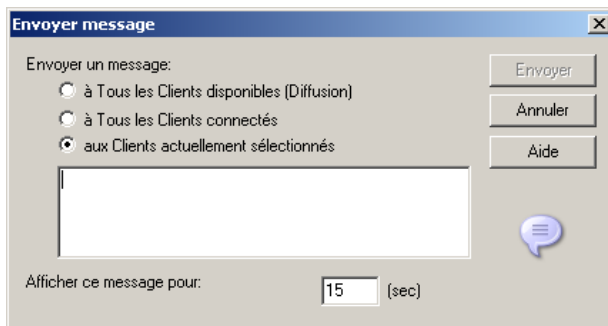 Envoyer message
Envoyer un message:
à Tous les Clients disponibles (Diffusion)
à Tous les Clients connectés
aux Clients actuellement sélectionnés
Envoyer
Annuler
Aide
Afficher ce message pour:
15 (sec)